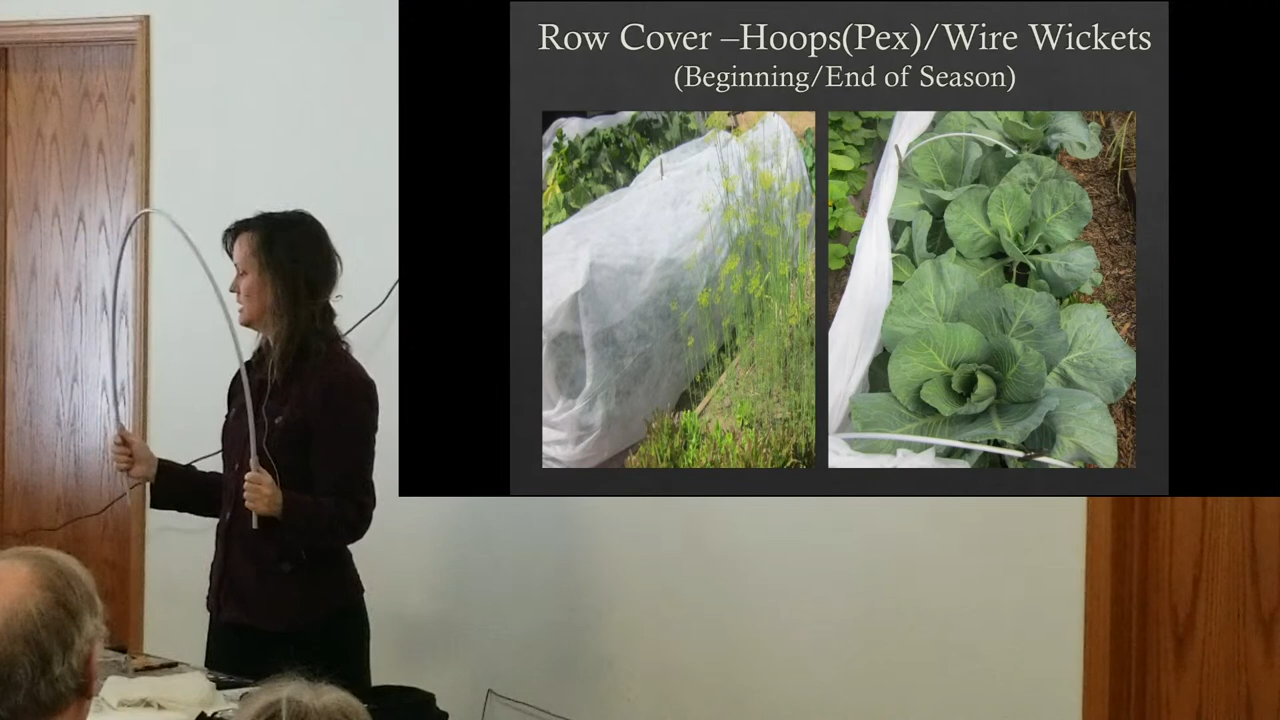 Row Cover –Hoops(Pex)/Wire Wickets
(Beginning/End of Season)